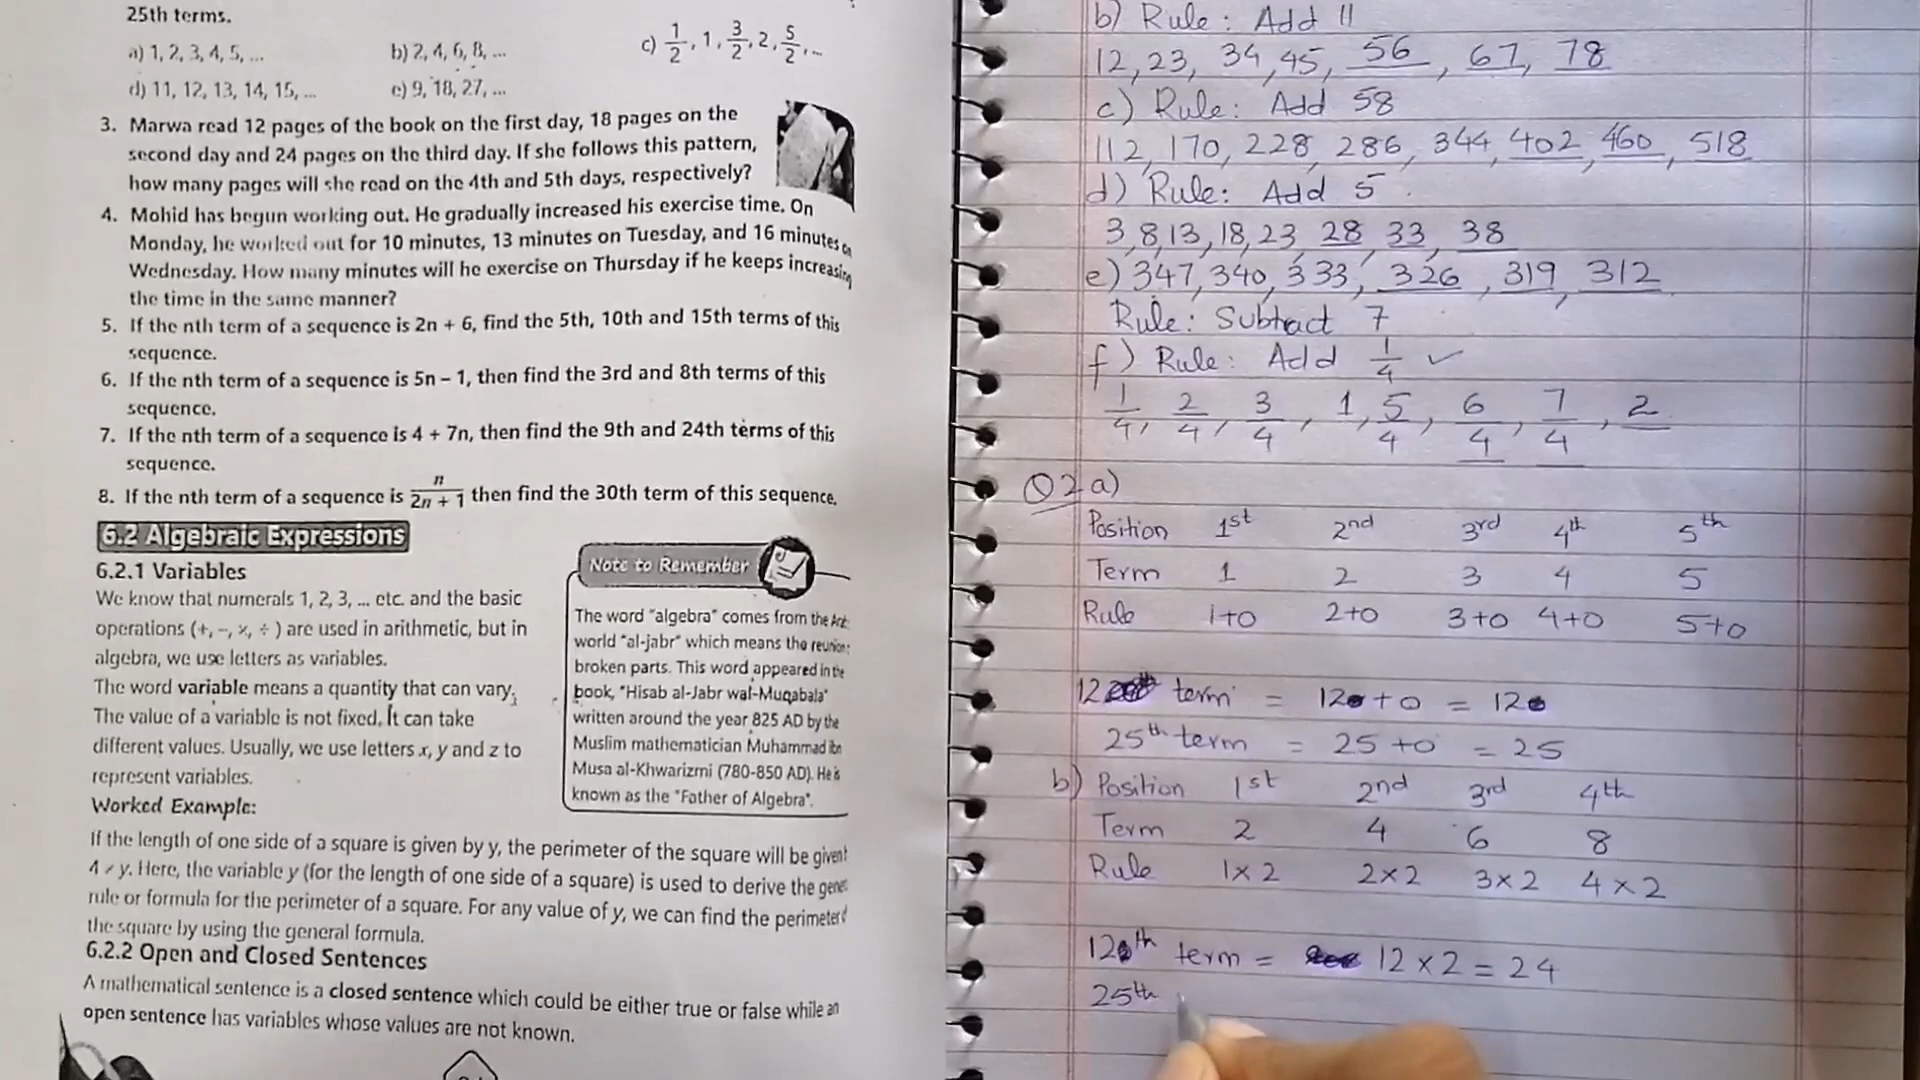 25th terms.
a) 1, 2, 3, 4, 5, ... b) 2, 4, 6, 8, ... c) 1/2, 1, 3/2, 2, 5/2, ...
d) 11, 12, 13, 14, 15, ... e) 9, 18, 27, ...
3. Marwa read 12 pages of the book on the first day, 18 pages on the
second day and 24 pages on the third day. If she follows this pattern,
how many pages will she read on the 4th and 5th days, respectively?
4. Mohid has begun working out. He gradually increased his exercise time. On
Monday, he worked out for 10 minutes, 13 minutes on Tuesday, and 16 minutes on
Wednesday. How many minutes will he exercise on Thursday if he keeps increasing
the time in the same manner?
5. If the nth term of a sequence is 2n + 6, find the 5th, 10th and 15th terms of this
sequence.
6. If the nth term of a sequence is 5n – 1, then find the 3rd and 8th terms of this
sequence.
7. If the nth term of a sequence is 4 + 7n, then find the 9th and 24th terms of this
sequence.
8. If the nth term of a sequence is n/(2n + 1) then find the 30th term of this sequence.
6.2 Algebraic Expressions
6.2.1 Variables
We know that numerals 1, 2, 3, ... etc. and the basic
operations (+, –, ×, ÷ ) are used in arithmetic, but in
algebra, we use letters as variables.
The word variable means a quantity that can vary.
The value of a variable is not fixed. It can take
different values. Usually, we use letters x, y and z to
represent variables.
Note to Remember
The word "algebra" comes from the
world "al-jabr" which means the reunion
broken parts. This word appeared in the
book, "Hisab al-Jabr wal-Muqabala"
written around the year 825 AD by the
Muslim mathematician Muhammad ibn
Musa al-Khwarizmi (780-850 AD). He is
known as the "Father of Algebra".
Worked Example:
If the length of one side of a square is given by y, the perimeter of the square will be given
4 × y. Here, the variable y (for the length of one side of a square) is used to derive the gene
rule or formula for the perimeter of a square. For any value of y, we can find the perimeter
the square by using the general formula.
6.2.2 Open and Closed Sentences
A mathematical sentence is a closed sentence which could be either true or false while an
open sentence has variables whose values are not known.
b) Rule: Add 11
12, 23, 34, 45, 56, 67, 78
c) Rule: Add 58
112, 170, 228, 286, 344, 402, 460, 518
d) Rule: Add 5
3, 8, 13, 18, 23, 28, 33, 38
e) 347, 340, 333, 326, 319, 312
Rule: Subtract 7
f) Rule: Add 1/4 ✓
1/4, 2/4, 3/4, 1, 5/4, 6/4, 7/4, 2
Q2 a)
Position 1st 2nd 3rd 4th 5th
Term 1 2 3 4 5
Rule 1+0 2+0 3+0 4+0 5+0
12 term = 12+0 = 12
25th term = 25+0 = 25
b) Position 1st 2nd 3rd 4th
Term 2 4 6 8
Rule 1×2 2×2 3×2 4×2
12th term = 12×2 = 24
25th